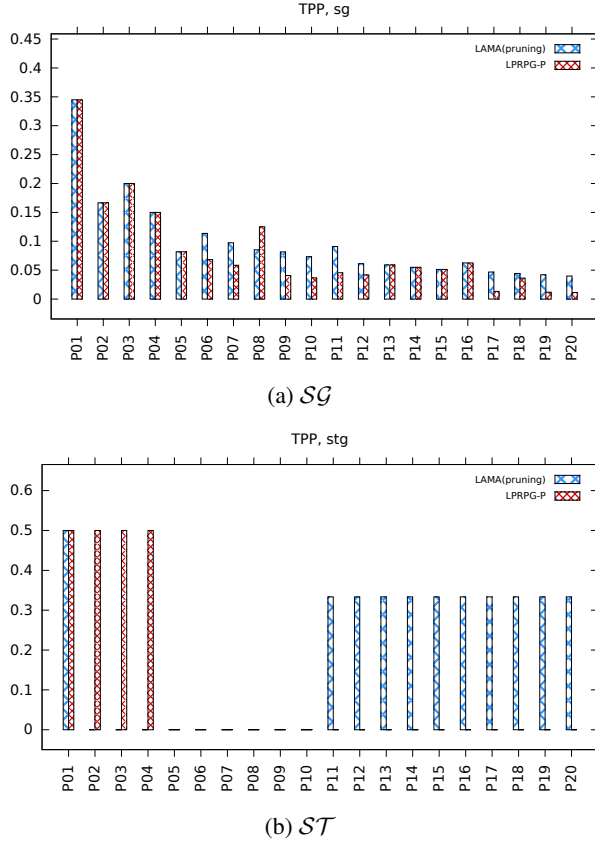 TPP, sg
0.45
0.4
0.35
0.3
0.25
0.2
0.15
0.1
0.05
0
LAMA(pruning)
LPRPG-P
P01 P02 P03 P04 P05 P06 P07 P08 P09 P10 P11 P12 P13 P14 P15 P16 P17 P18 P19 P20
(a) SG
TPP, stg
0.6
0.5
0.4
0.3
0.2
0.1
0
LAMA(pruning)
LPRPG-P
P01 P02 P03 P04 P05 P06 P07 P08 P09 P10 P11 P12 P13 P14 P15 P16 P17 P18 P19 P20
(b) ST